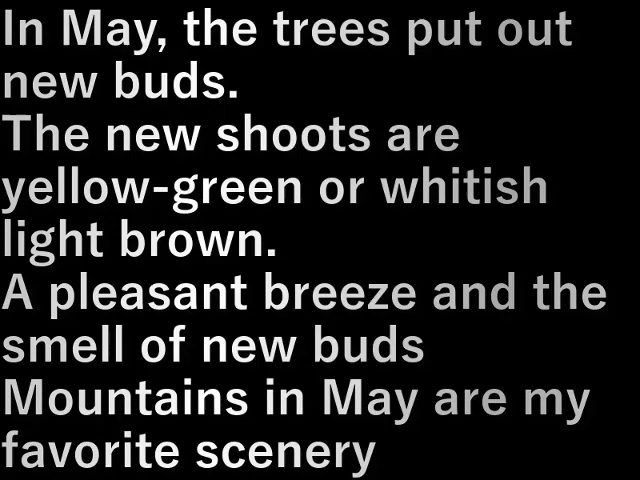 In May, the trees put out
new buds.
The new shoots are
yellow-green or whitish
light brown.
A pleasant breeze and the
smell of new buds
Mountains in May are my
favorite scenery